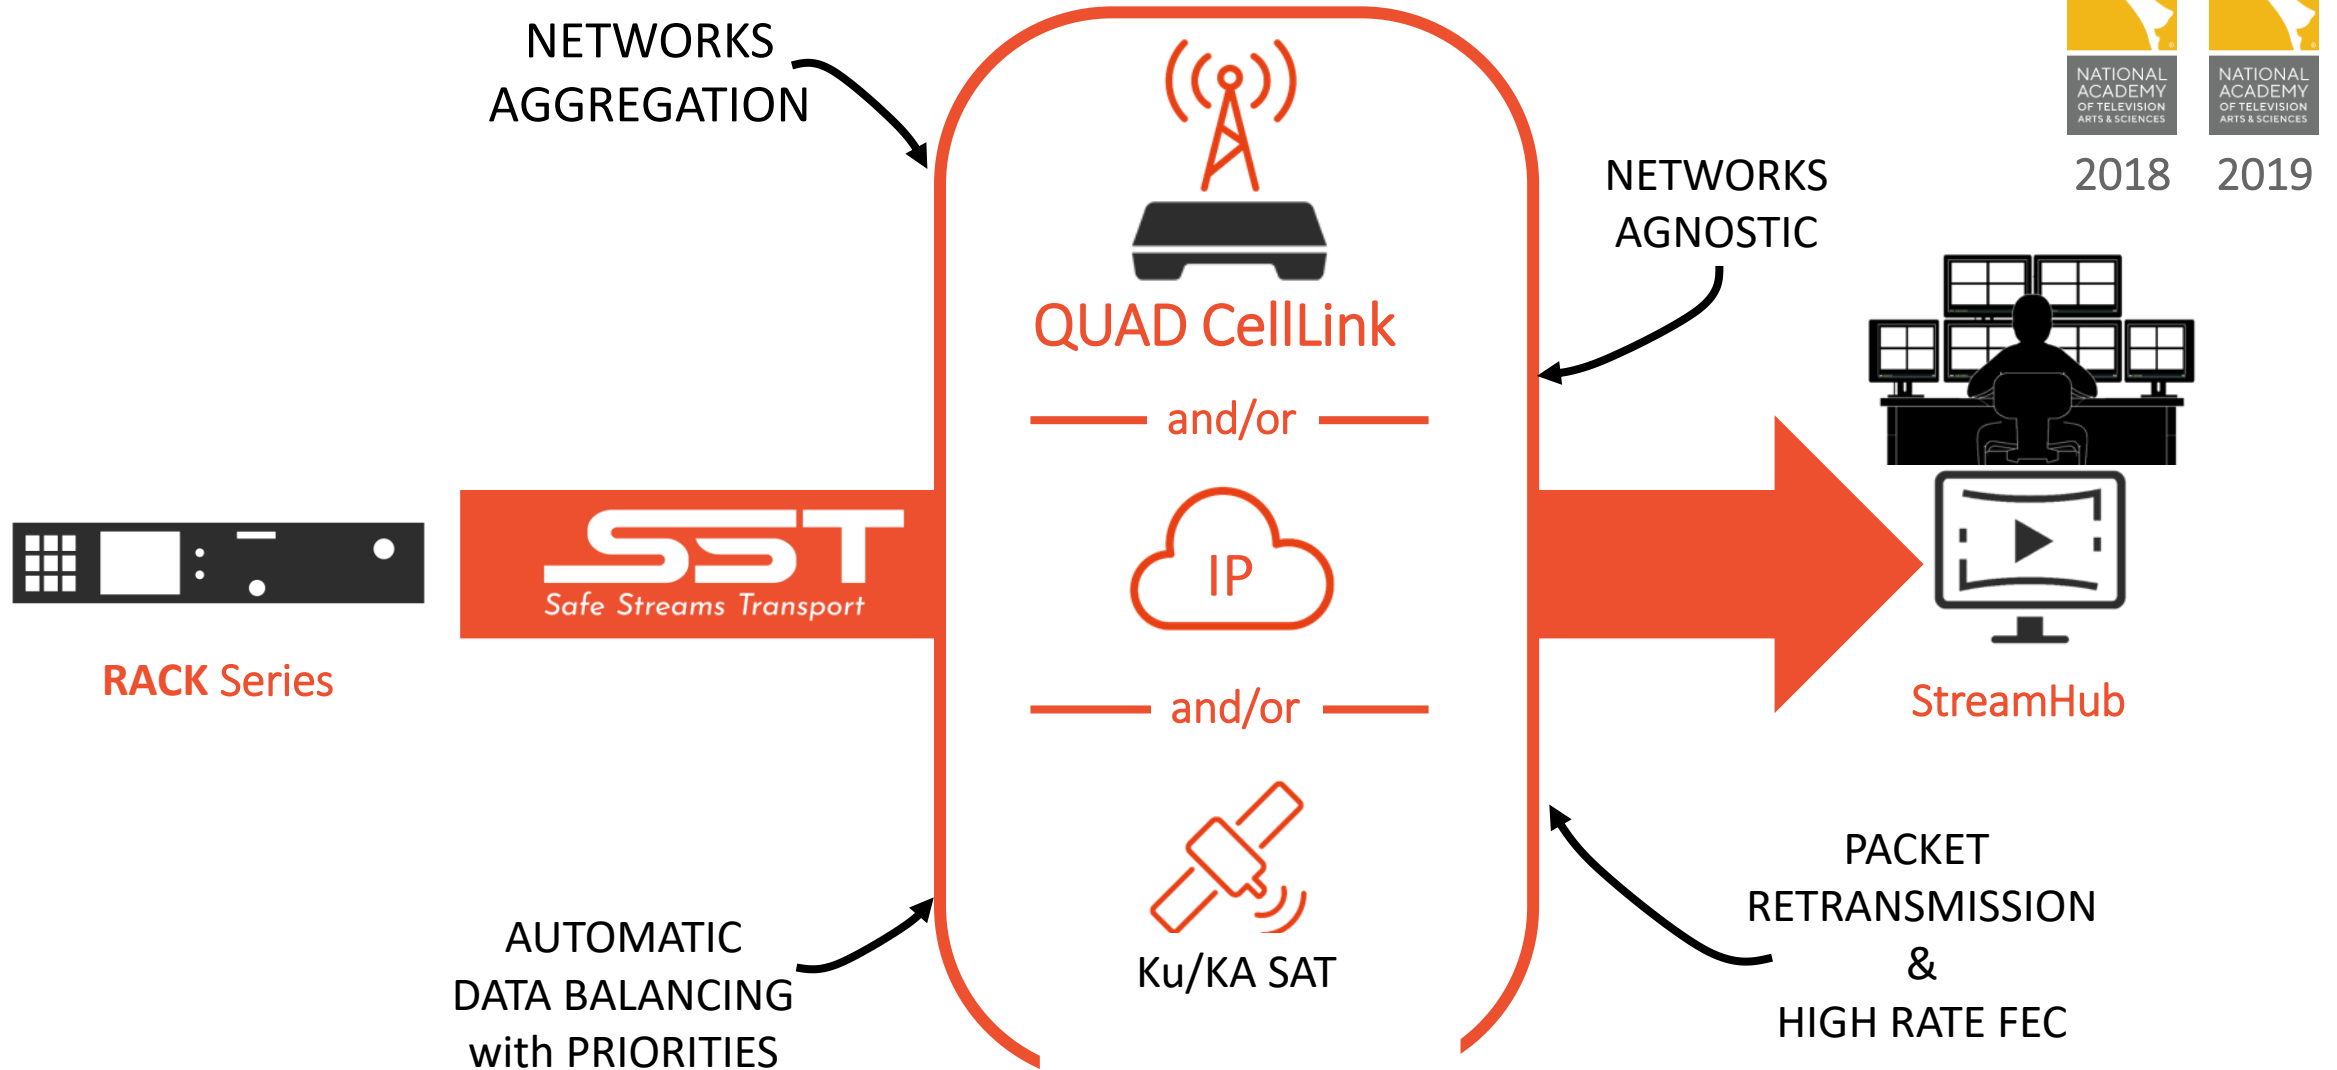 NETWORKS
AGGREGATION
NATIONAL
ACADEMY
OF TELEVISION
ARTS & SCIENCES
2018
NATIONAL
ACADEMY
OF TELEVISION
ARTS & SCIENCES
2019
NETWORKS
AGNOSTIC
QUAD CellLink
and/or
SST
Safe Streams Transport
IP
RACK Series
and/or
StreamHub
Ku/KA SAT
AUTOMATIC
DATA BALANCING
with PRIORITIES
PACKET
RETRANSMISSION
&
HIGH RATE FEC